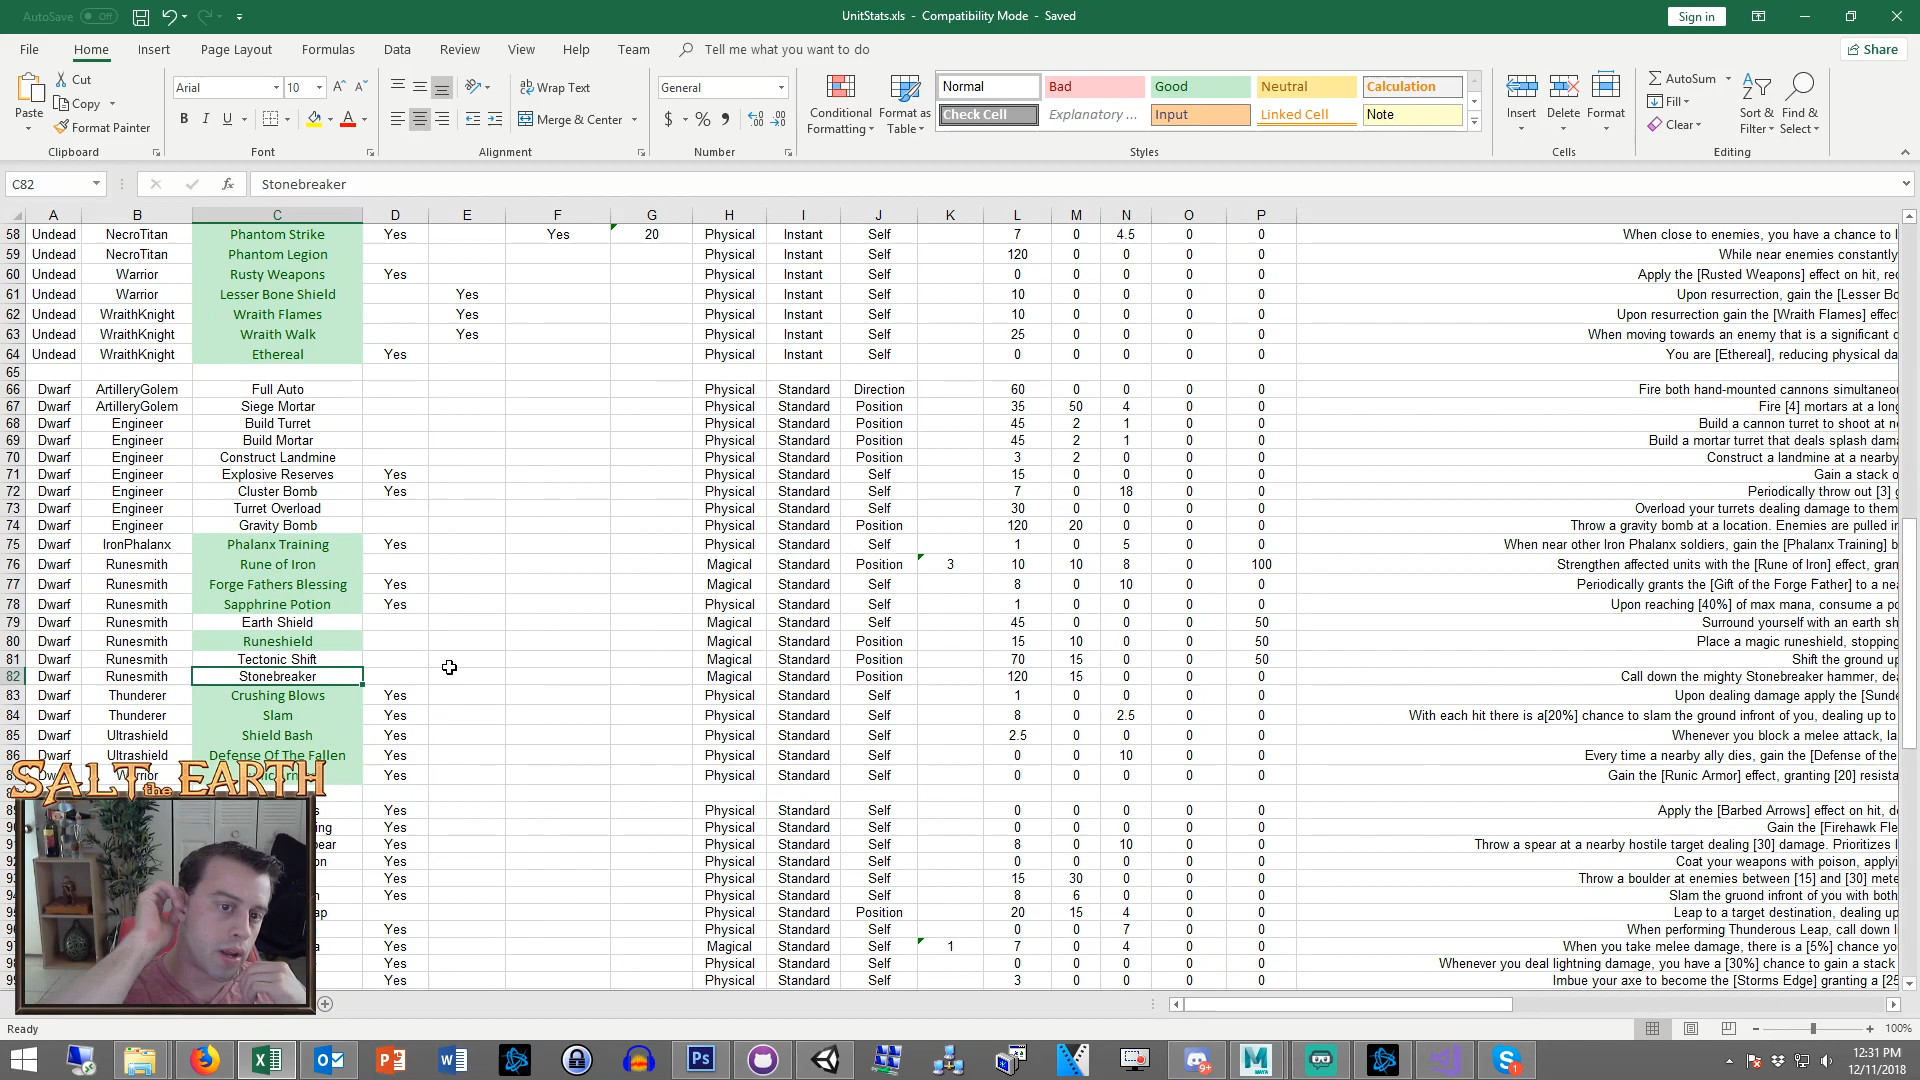 AutoSave Off UnitStats.xls - Compatibility Mode - Saved Sign in
File Home Insert Page Layout Formulas Data Review View Help Team Tell me what you want to do Share
Paste Cut Copy Format Painter Clipboard
Arial 10 B I U Font
Wrap Text Merge & Center Alignment
General $ % Number
Conditional Formatting Format as Table
Normal Bad Good Neutral Calculation
Check Cell Explanatory ... Input Linked Cell Note
Styles
Insert Delete Format Cells
AutoSum Fill Clear Sort & Filter Find & Select Editing
C82 fx Stonebreaker
A B C D E F G H I J K L M N O P
58 Undead NecroTitan Phantom Strike Yes Yes 20 Physical Instant Self 7 0 4.5 0 0 When close to enemies, you have a chance to l
59 Undead NecroTitan Phantom Legion Physical Instant Self 120 0 0 0 0 While near enemies constantly
60 Undead Warrior Rusty Weapons Yes Physical Instant Self 0 0 0 0 0 Apply the [Rusted Weapons] effect on hit, rec
61 Undead Warrior Lesser Bone Shield Yes Physical Instant Self 10 0 0 0 0 Upon resurrection, gain the [Lesser Bo
62 Undead WraithKnight Wraith Flames Yes Physical Instant Self 10 0 0 0 0 Upon resurrection gain the [Wraith Flames] effec
63 Undead WraithKnight Wraith Walk Yes Physical Instant Self 25 0 0 0 0 When moving towards an enemy that is a significant c
64 Undead WraithKnight Ethereal Yes Physical Instant Self 0 0 0 0 0 You are [Ethereal], reducing physical da
65
66 Dwarf ArtilleryGolem Full Auto Physical Standard Direction 60 0 0 0 0 Fire both hand-mounted cannons simultaneou
67 Dwarf ArtilleryGolem Siege Mortar Physical Standard Position 35 50 4 0 0 Fire [4] mortars at a long
68 Dwarf Engineer Build Turret Physical Standard Position 45 2 1 0 0 Build a cannon turret to shoot at ne
69 Dwarf Engineer Build Mortar Physical Standard Position 45 2 1 0 0 Build a mortar turret that deals splash dama
70 Dwarf Engineer Construct Landmine Physical Standard Position 3 2 0 0 0 Construct a landmine at a nearby
71 Dwarf Engineer Explosive Reserves Yes Physical Standard Self 15 0 0 0 0 Gain a stack o
72 Dwarf Engineer Cluster Bomb Yes Physical Standard Self 7 0 18 0 0 Periodically throw out [3] g
73 Dwarf Engineer Turret Overload Physical Standard Self 30 0 0 0 0 Overload your turrets dealing damage to them
74 Dwarf Engineer Gravity Bomb Physical Standard Position 120 20 0 0 0 Throw a gravity bomb at a location. Enemies are pulled in
75 Dwarf IronPhalanx Phalanx Training Yes Physical Standard Self 1 0 5 0 0 When near other Iron Phalanx soldiers, gain the [Phalanx Training] b
76 Dwarf Runesmith Rune of Iron Magical Standard Position 3 10 10 8 0 100 Strengthen affected units with the [Rune of Iron] effect, gran
77 Dwarf Runesmith Forge Fathers Blessing Yes Magical Standard Self 8 0 10 0 0 Periodically grants the [Gift of the Forge Father] to a nea
78 Dwarf Runesmith Sapphrine Potion Yes Physical Standard Self 1 0 0 0 0 Upon reaching [40%] of max mana, consume a po
79 Dwarf Runesmith Earth Shield Magical Standard Self 45 0 0 0 50 Surround yourself with an earth sh
80 Dwarf Runesmith Runeshield Magical Standard Position 15 10 0 0 50 Place a magic runeshield, stopping
81 Dwarf Runesmith Tectonic Shift Magical Standard Position 70 15 0 0 50 Shift the ground up
82 Dwarf Runesmith Stonebreaker Magical Standard Position 120 15 0 0 0 Call down the mighty Stonebreaker hammer, dea
83 Dwarf Thunderer Crushing Blows Yes Physical Standard Self 1 0 0 0 0 Upon dealing damage apply the [Sunde
84 Dwarf Thunderer Slam Yes Physical Standard Self 8 0 2.5 0 0 With each hit there is a[20%] chance to slam the ground infront of you, dealing up to
85 Dwarf Ultrashield Shield Bash Yes Physical Standard Self 2.5 0 0 0 0 Whenever you block a melee attack, la
86 Dwarf Ultrashield Defense Of The Fallen Yes Physical Standard Self 0 0 10 0 0 Every time a nearby ally dies, gain the [Defense of the
Yes Physical Standard Self 0 0 0 0 0 Gain the [Runic Armor] effect, granting [20] resista
Yes Physical Standard Self 0 0 0 0 0 Apply the [Barbed Arrows] effect on hit, de
ing Yes Physical Standard Self 0 0 0 0 0 Gain the [Firehawk Fle
ear Yes Physical Standard Self 8 0 10 0 0 Throw a spear at a nearby hostile target dealing [30] damage. Prioritizes l
on Yes Physical Standard Self 0 0 0 0 0 Coat your weapons with poison, applyi
Yes Physical Standard Self 15 30 0 0 0 Throw a boulder at enemies between [15] and [30] mete
Yes Physical Standard Self 8 6 0 0 0 Slam the ground infront of you with both
ap Physical Standard Position 20 15 4 0 0 Leap to a target destination, dealing up
Yes Physical Standard Self 0 0 7 0 0 When performing Thunderous Leap, call down l
a Yes Magical Standard Self 1 7 0 4 0 0 When you take melee damage, there is a [5%] chance yo
Yes Physical Standard Self 0 0 0 0 0 Whenever you deal lightning damage, you have a [30%] chance to gain a stack
Yes Physical Standard Self 3 0 0 0 0 Imbue your axe to become the [Storms Edge] granting a [25
SALT the EARTH
Ready 100%
12:31 PM
12/11/2018